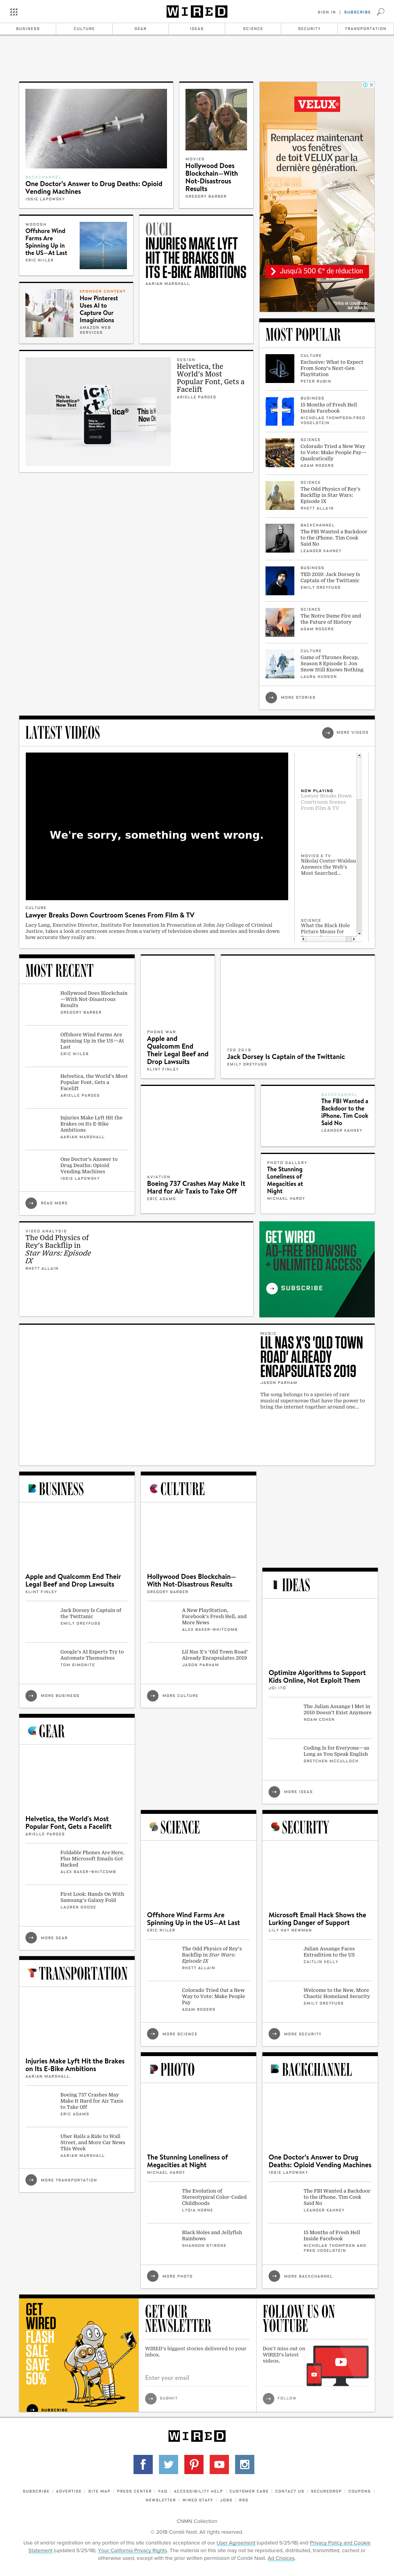 WIRED
SIGN IN | SUBSCRIBE
BUSINESS
CULTURE
GEAR
IDEAS
SCIENCE
SECURITY
TRANSPORTATION
BACKCHANNEL
One Doctor's Answer to Drug Deaths: Opioid
Vending Machines
ISSIE LAPOWSKY
MOVIES
Hollywood Does
Blockchain—With
Not-Disastrous
Results
GREGORY BARBER
VELUX
Remplacez maintenant
vos fenêtres
de toit VELUX par la
dernière génération.
Jusqu'à 500 €* de réduction
WOOOSH
Offshore Wind
Farms Are
Spinning Up in
the US—At Last
ERIC NIILER
OUCH
INJURIES MAKE LYFT
HIT THE BRAKES ON
ITS E-BIKE AMBITIONS
AARIAN MARSHALL
SPONSOR CONTENT
How Pinterest
Uses AI to
Capture Our
Imaginations
AMAZON WEB
SERVICES
DESIGN
Helvetica, the
World's Most
Popular Font, Gets a
Facelift
ARIELLE PARDES
MOST POPULAR
CULTURE
Exclusive: What to Expect
From Sony's Next-Gen
PlayStation
PETER RUBIN
BUSINESS
15 Months of Fresh Hell
Inside Facebook
NICHOLAS THOMPSON,FRED
VOGELSTEIN
SCIENCE
Colorado Tried a New Way
to Vote: Make People Pay—
Quadratically
ADAM ROGERS
SCIENCE
The Odd Physics of Rey's
Backflip in Star Wars:
Episode IX
RHETT ALLAIN
BACKCHANNEL
The FBI Wanted a Backdoor
to the iPhone. Tim Cook
Said No
LEANDER KAHNEY
BUSINESS
TED 2019: Jack Dorsey Is
Captain of the Twittanic
EMILY DREYFUSS
SCIENCE
The Notre Dame Fire and
the Future of History
ADAM ROGERS
CULTURE
Game of Thrones Recap,
Season 8 Episode 1: Jon
Snow Still Knows Nothing
LAURA HUDSON
MORE STORIES
LATEST VIDEOS
MORE VIDEOS
We're sorry, something went wrong.
NOW PLAYING
Lawyer Breaks Down
Courtroom Scenes
From Film & TV
MOVIES & TV
Nikolaj Coster-Waldau
Answers the Web's
Most Searched...
SCIENCE
What the Black Hole
Picture Means for
CULTURE
Lawyer Breaks Down Courtroom Scenes From Film & TV
Lucy Lang, Executive Director, Institute For Innovation In Prosecution at John Jay College of Criminal
Justice, takes a look at courtroom scenes from a variety of television shows and movies and breaks down
how accurate they really are.
MOST RECENT
Hollywood Does Blockchain
—With Not-Disastrous
Results
GREGORY BARBER
Offshore Wind Farms Are
Spinning Up in the US—At
Last
ERIC NIILER
Helvetica, the World's Most
Popular Font, Gets a
Facelift
ARIELLE PARDES
Injuries Make Lyft Hit the
Brakes on Its E-Bike
Ambitions
AARIAN MARSHALL
One Doctor's Answer to
Drug Deaths: Opioid
Vending Machines
ISSIE LAPOWSKY
READ MORE
PHONE WAR
Apple and
Qualcomm End
Their Legal Beef and
Drop Lawsuits
KLINT FINLEY
TED 2019
Jack Dorsey Is Captain of the Twittanic
EMILY DREYFUSS
AVIATION
Boeing 737 Crashes May Make It
Hard for Air Taxis to Take Off
ERIC ADAMS
BACKCHANNEL
The FBI Wanted a
Backdoor to the
iPhone. Tim Cook
Said No
LEANDER KAHNEY
PHOTO GALLERY
The Stunning
Loneliness of
Megacities at
Night
MICHAEL HARDY
VIDEO ANALYSIS
The Odd Physics of
Rey's Backflip in
Star Wars: Episode
IX
RHETT ALLAIN
GET WIRED
AD-FREE BROWSING
+ UNLIMITED ACCESS
SUBSCRIBE
MUSIC
LIL NAS X'S 'OLD TOWN
ROAD' ALREADY
ENCAPSULATES 2019
JASON PARHAM
The song belongs to a species of rare
musical supernovae that have the power to
bring the internet together around one...
BUSINESS
Apple and Qualcomm End Their
Legal Beef and Drop Lawsuits
KLINT FINLEY
Jack Dorsey Is Captain of
the Twittanic
EMILY DREYFUSS
Google's AI Experts Try to
Automate Themselves
TOM SIMONITE
MORE BUSINESS
CULTURE
Hollywood Does Blockchain—
With Not-Disastrous Results
GREGORY BARBER
A New PlayStation,
Facebook's Fresh Hell, and
More News
ALEX BAKER-WHITCOMB
Lil Nas X's 'Old Town Road'
Already Encapsulates 2019
JASON PARHAM
MORE CULTURE
IDEAS
Optimize Algorithms to Support
Kids Online, Not Exploit Them
JOI ITO
The Julian Assange I Met in
2010 Doesn't Exist Anymore
NOAM COHEN
Coding Is for Everyone—as
Long as You Speak English
GRETCHEN MCCULLOCH
MORE IDEAS
GEAR
Helvetica, the World's Most
Popular Font, Gets a Facelift
ARIELLE PARDES
Foldable Phones Are Here,
Plus Microsoft Emails Got
Hacked
ALEX BAKER-WHITCOMB
First Look: Hands On With
Samsung's Galaxy Fold
LAUREN GOODE
MORE GEAR
SCIENCE
Offshore Wind Farms Are
Spinning Up in the US—At Last
ERIC NIILER
The Odd Physics of Rey's
Backflip in Star Wars:
Episode IX
RHETT ALLAIN
Colorado Tried Out a New
Way to Vote: Make People
Pay
ADAM ROGERS
MORE SCIENCE
SECURITY
Microsoft Email Hack Shows the
Lurking Danger of Support
LILY HAY NEWMAN
Julian Assange Faces
Extradition to the US
CAITLIN KELLY
Welcome to the New, More
Chaotic Homeland Security
EMILY DREYFUSS
MORE SECURITY
TRANSPORTATION
Injuries Make Lyft Hit the Brakes
on Its E-Bike Ambitions
AARIAN MARSHALL
Boeing 737 Crashes May
Make It Hard for Air Taxis
to Take Off
ERIC ADAMS
Uber Hails a Ride to Wall
Street, and More Car News
This Week
AARIAN MARSHALL
MORE TRANSPORTATION
PHOTO
The Stunning Loneliness of
Megacities at Night
MICHAEL HARDY
The Evolution of
Stereotypical Color-Coded
Childhoods
LYDIA HORNE
Black Holes and Jellyfish
Rainbows
SHANNON STIRONE
MORE PHOTO
BACKCHANNEL
One Doctor's Answer to Drug
Deaths: Opioid Vending Machines
ISSIE LAPOWSKY
The FBI Wanted a Backdoor
to the iPhone. Tim Cook
Said No
LEANDER KAHNEY
15 Months of Fresh Hell
Inside Facebook
NICHOLAS THOMPSON AND
FRED VOGELSTEIN
MORE BACKCHANNEL
GET
WIRED
FLASH
SALE
SAVE
50%
SUBSCRIBE
GET OUR
NEWSLETTER
WIRED's biggest stories delivered to your
inbox.
Enter your email
SUBMIT
FOLLOW US ON
YOUTUBE
Don't miss out on
WIRED's latest
videos.
FOLLOW
WIRED
SUBSCRIBE | ADVERTISE | SITE MAP | PRESS CENTER | FAQ | ACCESSIBILITY HELP | CUSTOMER CARE | CONTACT US | SECUREDROP | COUPONS |
NEWSLETTER | WIRED STAFF | JOBS | RSS
CNMN Collection
© 2018 Condé Nast. All rights reserved.
Use of and/or registration on any portion of this site constitutes acceptance of our User Agreement (updated 5/25/18) and Privacy Policy and Cookie
Statement (updated 5/25/18). Your California Privacy Rights. The material on this site may not be reproduced, distributed, transmitted, cached or
otherwise used, except with the prior written permission of Condé Nast. Ad Choices.